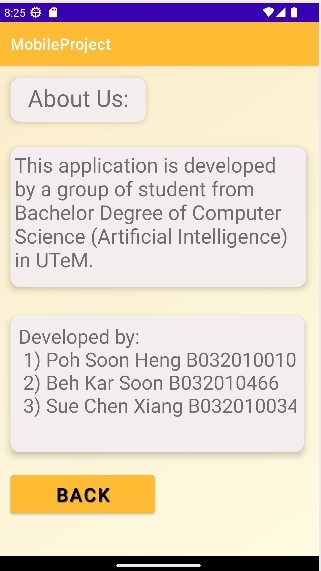 8:25
MobileProject
About Us:
This application is developed
by a group of student from
Bachelor Degree of Computer
Science (Artificial Intelligence)
in UTeM.
Developed by:
1) Poh Soon Heng B032010010
2) Beh Kar Soon B032010466
3) Sue Chen Xiang B032010034
BACK